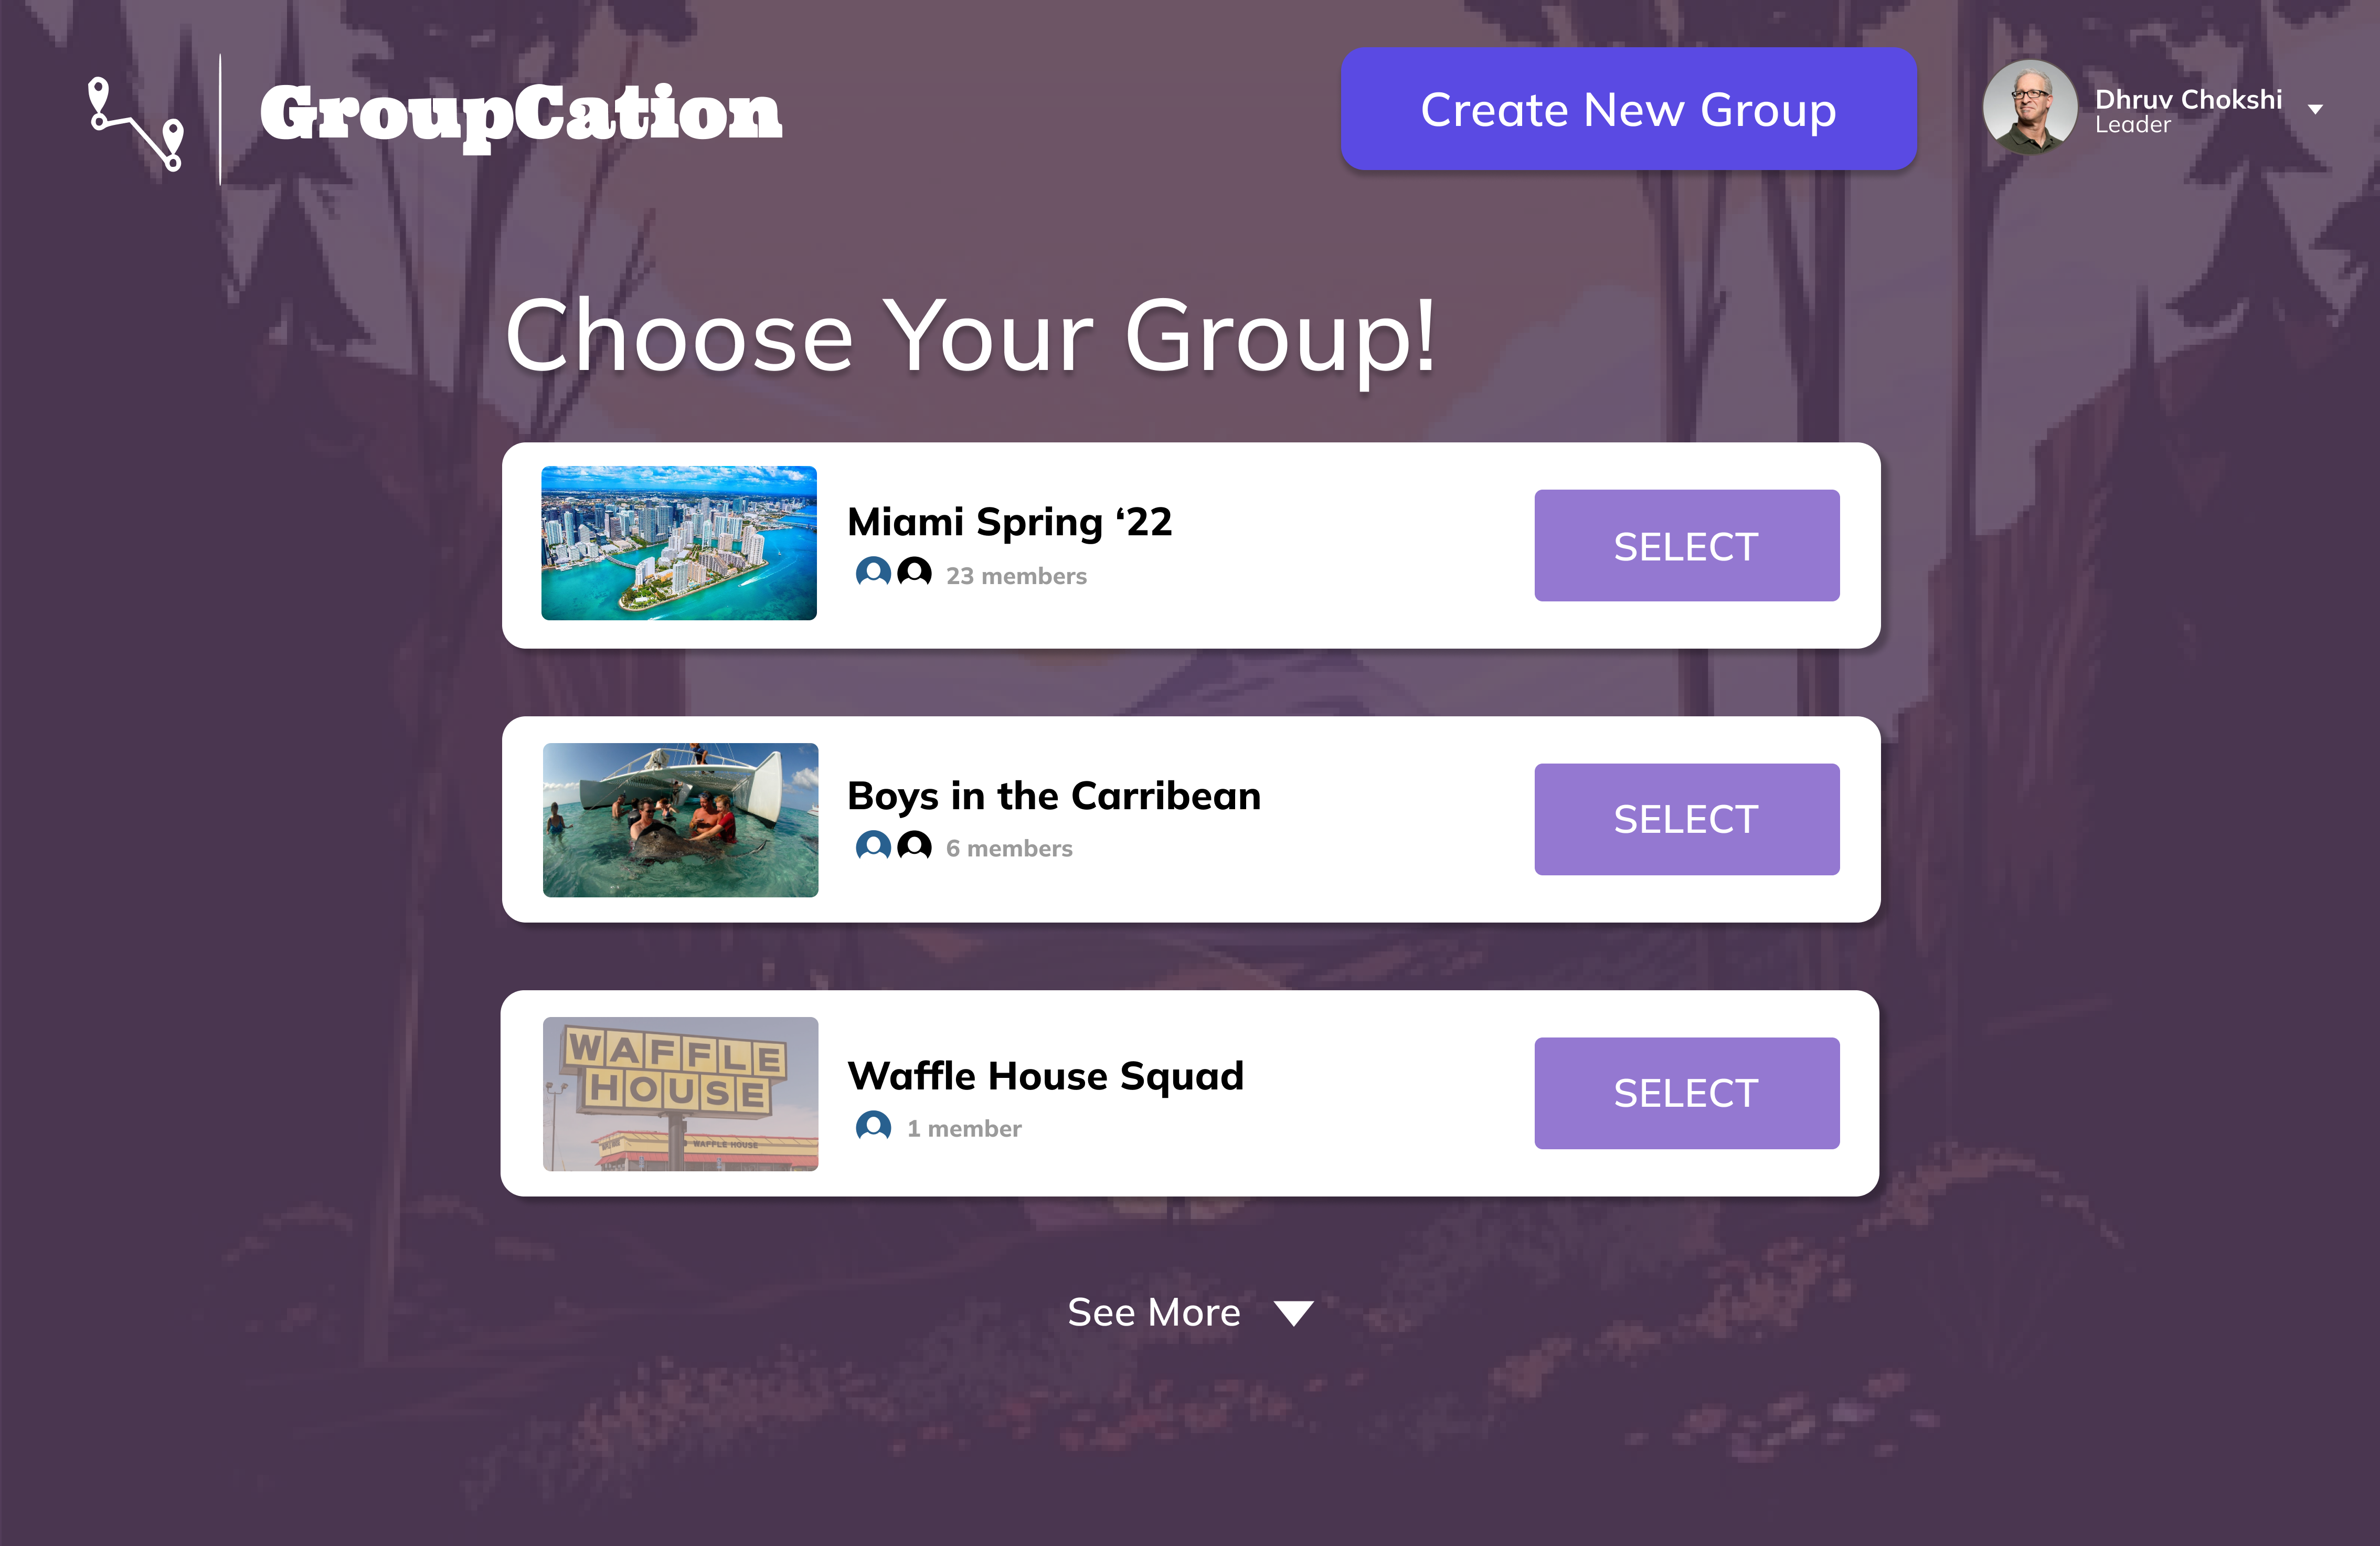 GroupCation
Create New Group
Dhruv Chokshi
Leader
Choose Your Group!
Miami Spring ‘22
23 members
SELECT
Boys in the Carribean
6 members
SELECT
WAFFLE
HOUSE
WAFFLE HOUSE
Waffle House Squad
1 member
SELECT
See More